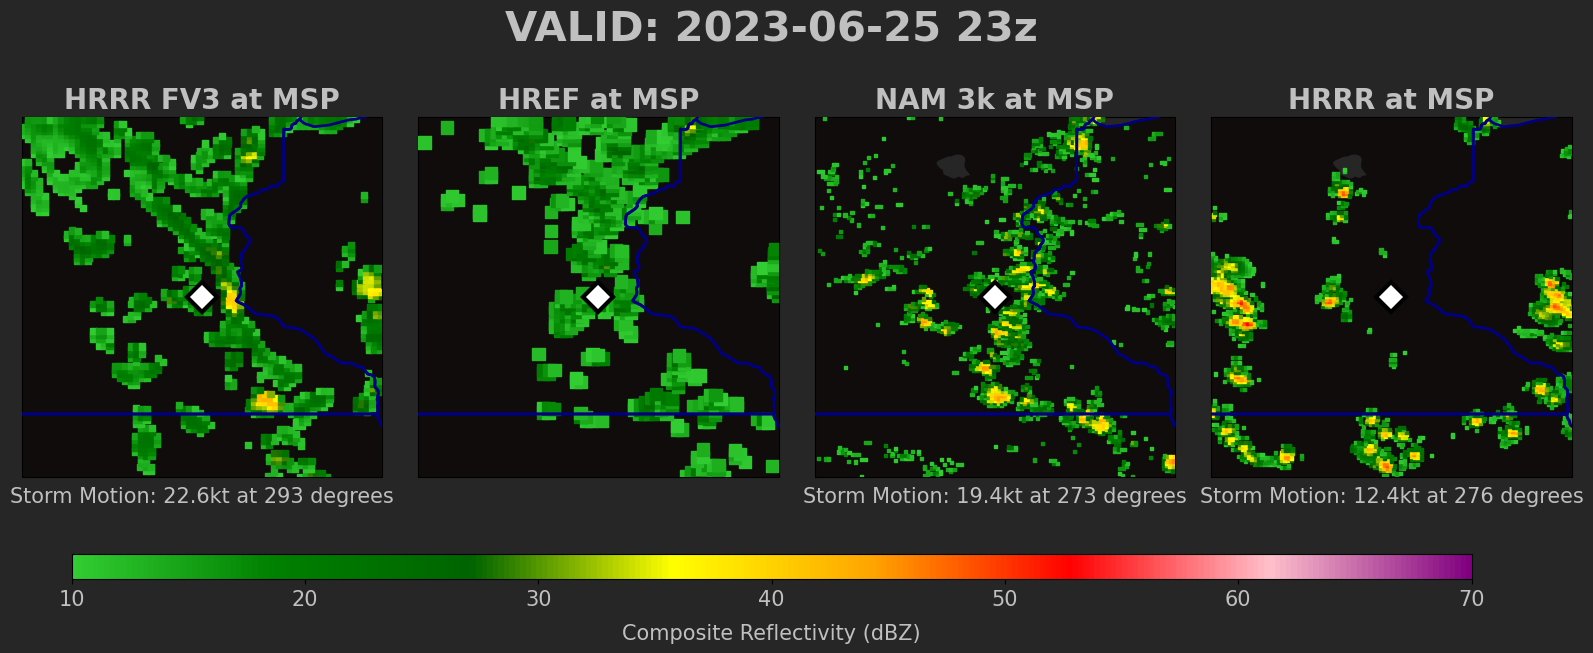 VALID: 2023-06-25 23z
HRRR FV3 at MSP
HREF at MSP
NAM 3k at MSP
HRRR at MSP
Storm Motion: 22.6kt at 293 degrees
Storm Motion: 19.4kt at 273 degrees
Storm Motion: 12.4kt at 276 degrees
10 20 30 40 50 60 70
Composite Reflectivity (dBZ)